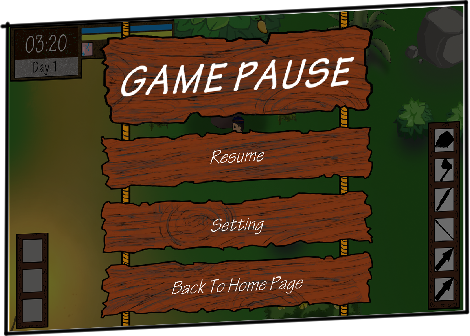 03:20
Day 1
GAME PAUSE
Resume
Setting
Back To Home Page